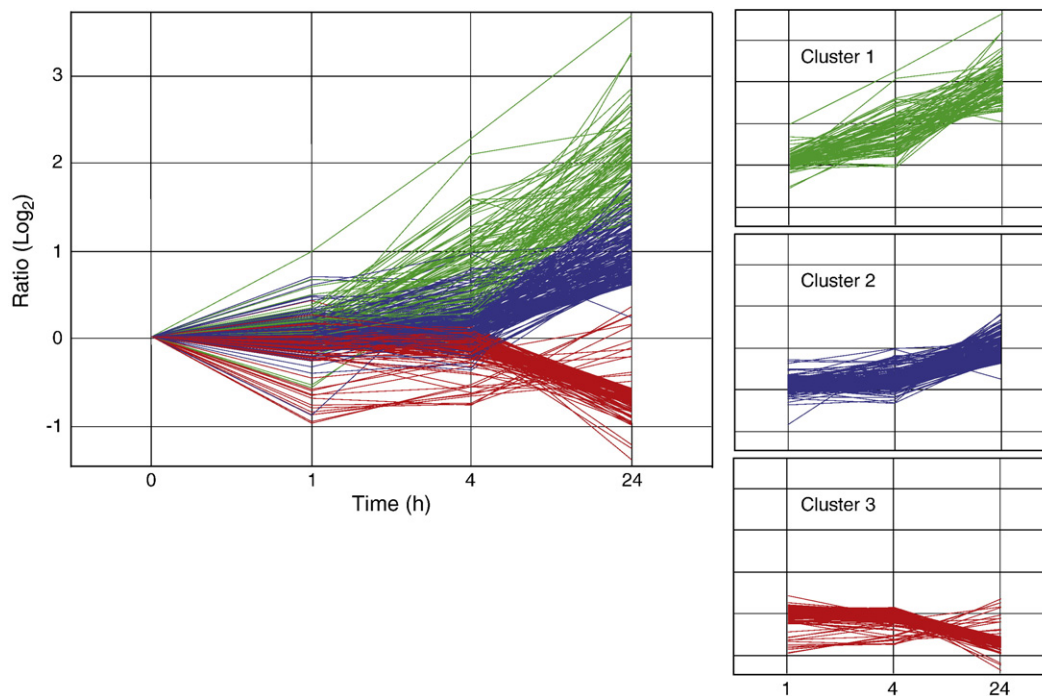 3
2
1
0
-1
Ratio (Log2)
0 1 4 24
Time (h)
Cluster 1
Cluster 2
Cluster 3
1 4 24